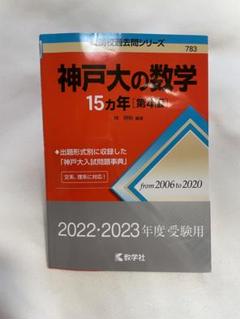 難関校過去問シリーズ
783
神戸大の数学
15カ年[第4版]
編著
◆出題形式別に収録した
「神戸大入試問題事典」
文系、理系に対応!
from 2006 to 2020
2022・2023年度受験用
教学社